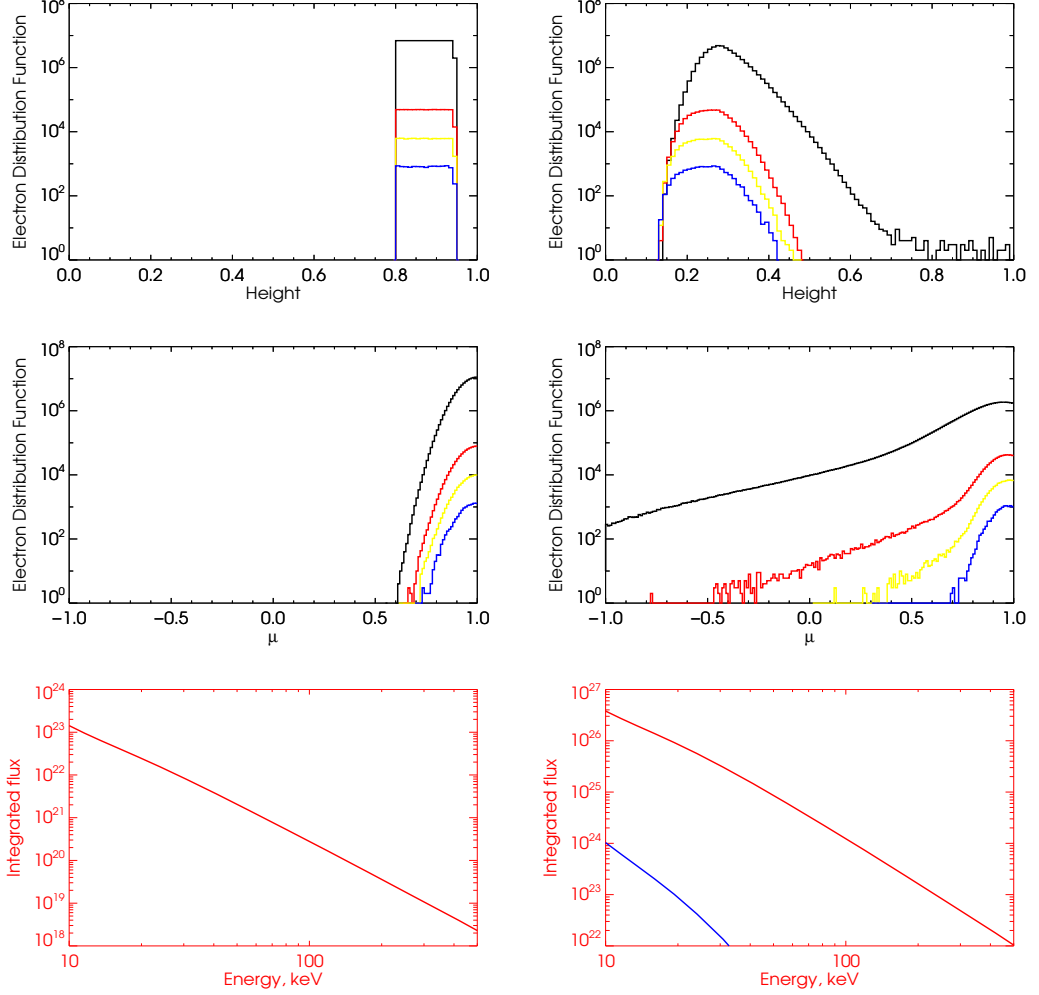 10^8
10^6
10^4
10^2
10^0
Electron Distribution Function
0.0 0.2 0.4 0.6 0.8 1.0
Height
10^8
10^6
10^4
10^2
10^0
Electron Distribution Function
0.0 0.2 0.4 0.6 0.8 1.0
Height
10^8
10^6
10^4
10^2
10^0
Electron Distribution Function
−1.0 −0.5 0.0 0.5 1.0
μ
10^8
10^6
10^4
10^2
10^0
Electron Distribution Function
−1.0 −0.5 0.0 0.5 1.0
μ
10^24
10^23
10^22
10^21
10^20
10^19
10^18
Integrated flux
10 100
Energy, keV
10^27
10^26
10^25
10^24
10^23
10^22
Integrated flux
10 100
Energy, keV